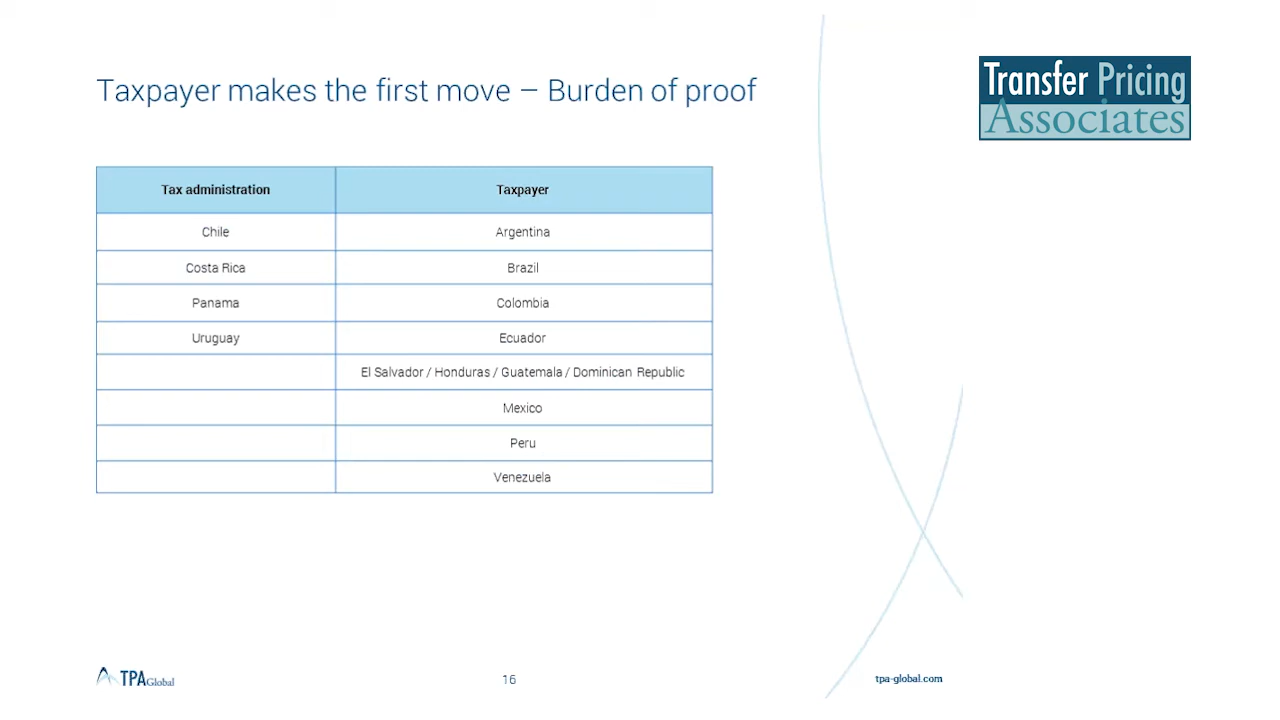 Taxpayer makes the first move – Burden of proof
Transfer Pricing
Associates
Tax administration Taxpayer
Chile Argentina
Costa Rica Brazil
Panama Colombia
Uruguay Ecuador
El Salvador / Honduras / Guatemala / Dominican Republic
Mexico
Peru
Venezuela
TPA Global
16
tpa-global.com